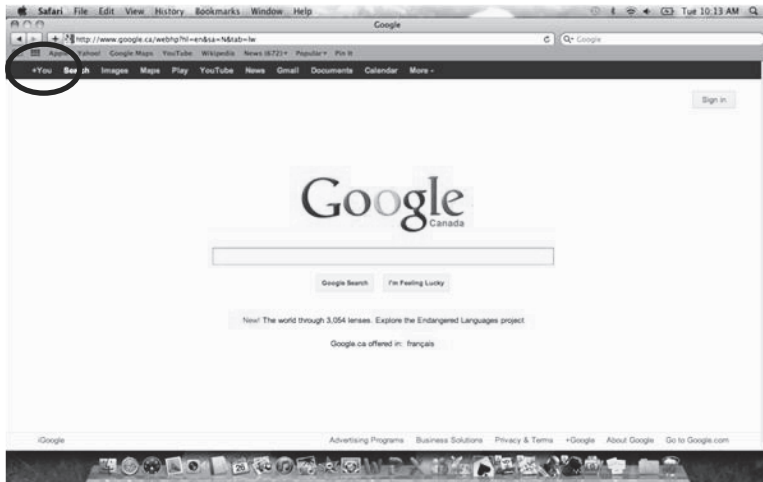 Safari File Edit View History Bookmarks Window Help Tue 10:13 AM
Google
http://www.google.ca/webhp?hl=en&sa=N&tab=lw Google
Apple Yahoo! Google Maps YouTube Wikipedia News (672) Popular Pin It
+You Search Images Maps Play YouTube News Gmail Documents Calendar More
Sign in
Google
Canada
Google Search I'm Feeling Lucky
New! The world through 3,054 lenses. Explore the Endangered Languages project
Google.ca offered in: français
iGoogle Advertising Programs Business Solutions Privacy & Terms +Google About Google Go to Google.com